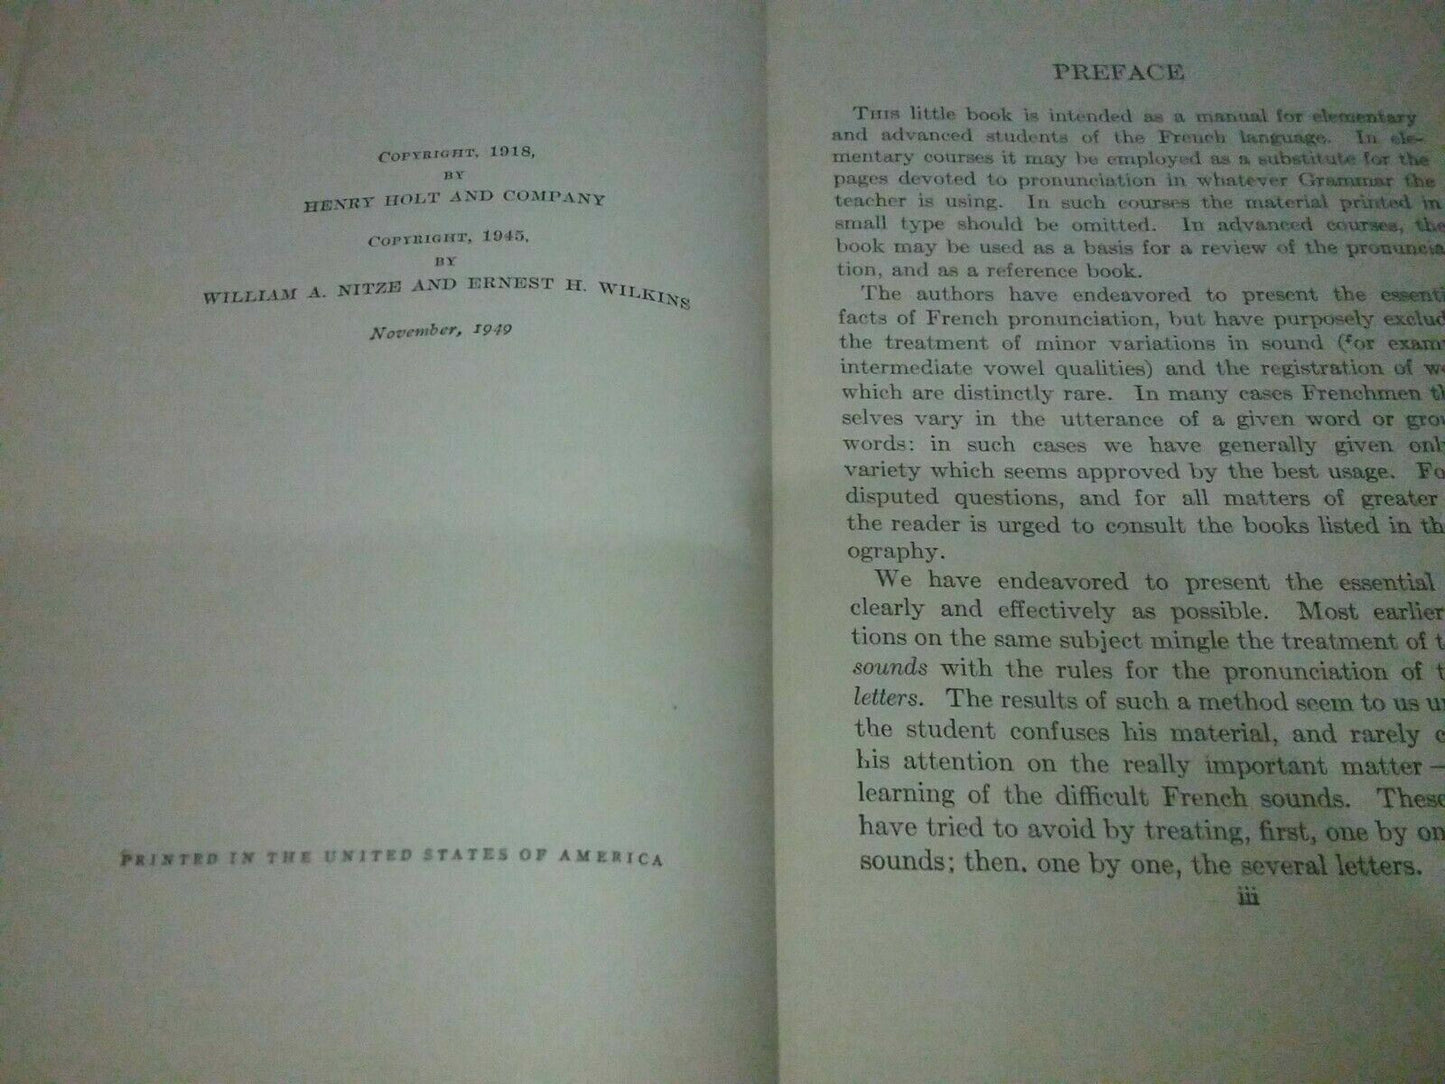 COPYRIGHT, 1918,
BY
HENRY HOLT AND COMPANY
COPYRIGHT, 1945,
BY
WILLIAM A. NITZE AND ERNEST H. WILKINS
November, 1949
PRINTED IN THE UNITED STATES OF AMERICA
PREFACE
THIS little book is intended as a manual for elementary
and advanced students of the French language. In ele-
mentary courses it may be employed as a substitute for the
pages devoted to pronunciation in whatever Grammar the
teacher is using. In such courses the material printed in
small type should be omitted. In advanced courses, the
book may be used as a basis for a review of the pronuncia
tion, and as a reference book.
The authors have endeavored to present the essenti
facts of French pronunciation, but have purposely exclud
the treatment of minor variations in sound (for exam
intermediate vowel qualities) and the registration of w
which are distinctly rare. In many cases Frenchmen th
selves vary in the utterance of a given word or grou
words: in such cases we have generally given only
variety which seems approved by the best usage. Fo
disputed questions, and for all matters of greater
the reader is urged to consult the books listed in th
ography.
We have endeavored to present the essential
clearly and effectively as possible. Most earlier
tions on the same subject mingle the treatment of t
sounds with the rules for the pronunciation of t
letters. The results of such a method seem to us u
the student confuses his material, and rarely c
his attention on the really important matter —
learning of the difficult French sounds. These
have tried to avoid by treating, first, one by on
sounds; then, one by one, the several letters.
iii